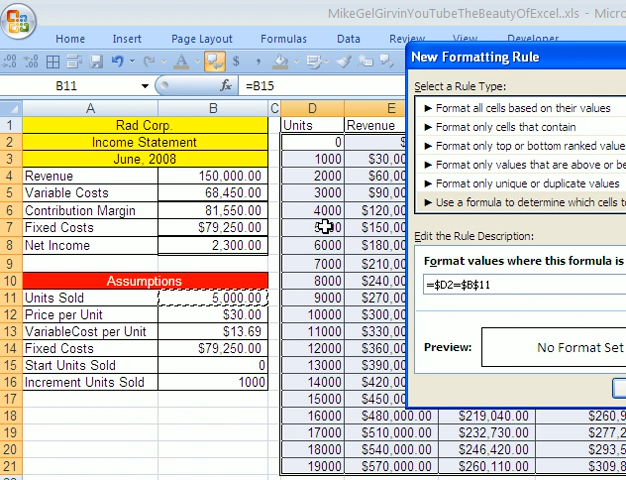 MikeGelGirvinYouTubeTheBeautyOfExcel..xls - Micro
Home Insert Page Layout Formulas Data Review View Developer
B11 fx =B15
New Formatting Rule
Select a Rule Type:
► Format all cells based on their values
► Format only cells that contain
► Format only top or bottom ranked value
► Format only values that are above or be
► Format only unique or duplicate values
► Use a formula to determine which cells t
Edit the Rule Description:
Format values where this formula is
=$D2=$B$11
Preview: No Format Set
A B C D E
1 Rad Corp. Units Revenue
2 Income Statement 0 $
3 June, 2008 1000 $30,00
4 Revenue 150,000.00 2000 $60,00
5 Variable Costs 68,450.00 3000 $90,00
6 Contribution Margin 81,550.00 4000 $120,00
7 Fixed Costs $79,250.00 $150,00
8 Net Income 2,300.00 6000 $180,00
9 7000 $210,00
10 Assumptions 8000 $240,00
11 Units Sold 5,000.00 9000 $270,00
12 Price per Unit $30.00 10000 $300,00
13 VariableCost per Unit $13.69 11000 $330,00
14 Fixed Costs $79,250.00 12000 $360,00
15 Start Units Sold 0 13000 $390,00
16 Increment Units Sold 1000 14000 $420,00
17 15000 $450,00
18 16000 $480,000.00 $219,040.00 $260,9
19 17000 $510,000.00 $232,730.00 $277,2
20 18000 $540,000.00 $246,420.00 $293,5
21 19000 $570,000.00 $260,110.00 $309,8